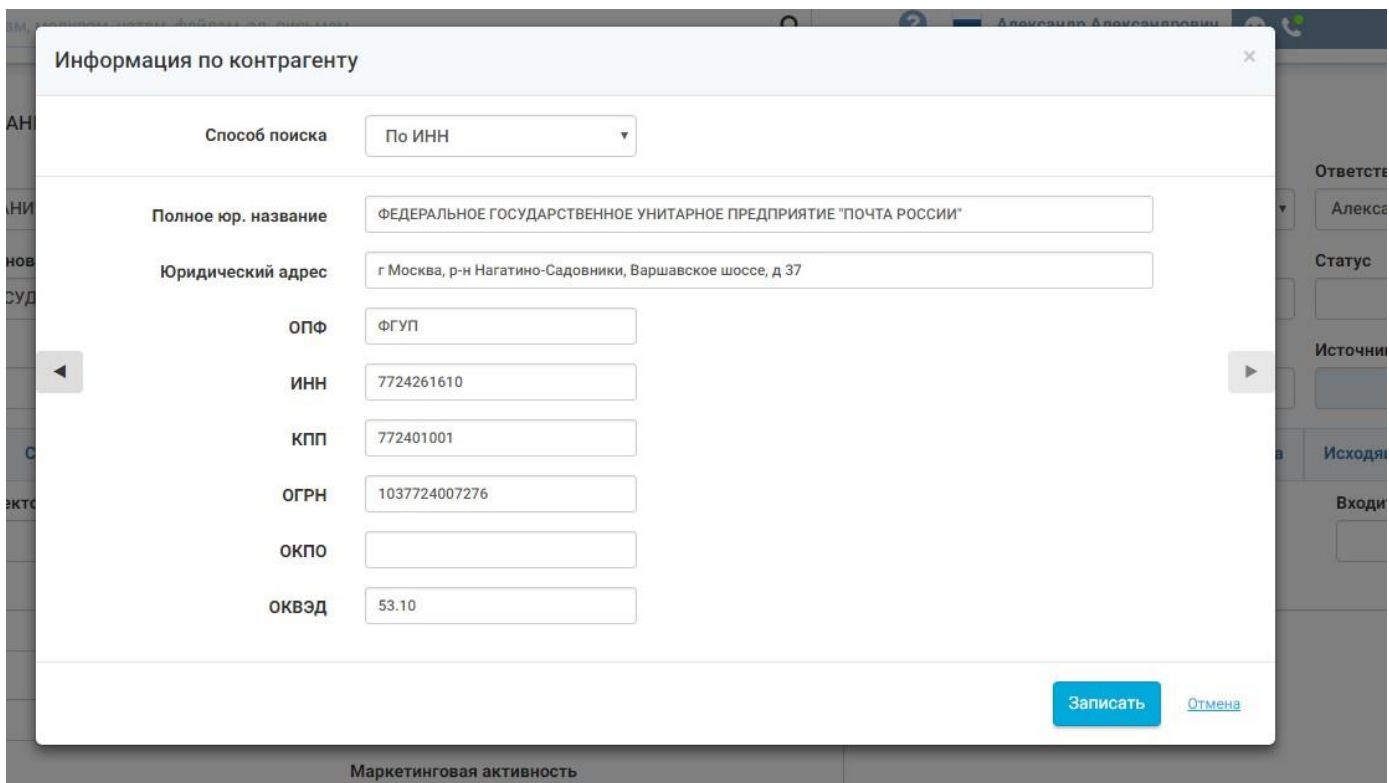 Александр Александрович
Информация по контрагенту
×
Способ поиска
По ИНН
Ответств
Полное юр. название
ФЕДЕРАЛЬНОЕ ГОСУДАРСТВЕННОЕ УНИТАРНОЕ ПРЕДПРИЯТИЕ "ПОЧТА РОССИИ"
Алекса
Юридический адрес
г Москва, р-н Нагатино-Садовники, Варшавское шоссе, д 37
Статус
ОПФ
ФГУП
Источни
ИНН
7724261610
КПП
772401001
Исходя
ОГРН
1037724007276
Входи
ОКПО
ОКВЭД
53.10
Записать
Отмена
Маркетинговая активность